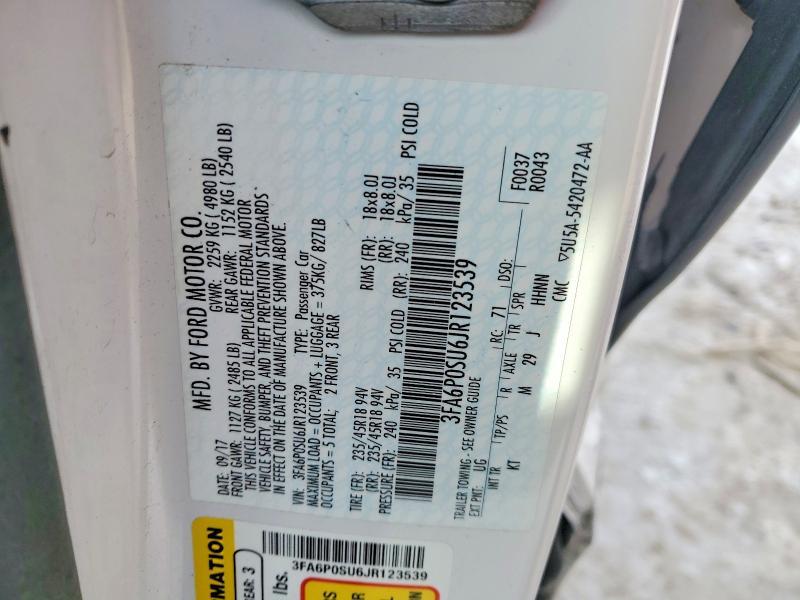 MFD. BY FORD MOTOR CO.
DATE: 09/17 GVWR: 2259 KG ( 4980 LB)
FRONT GAWR: 1127 KG ( 2485 LB) REAR GAWR: 1152 KG ( 2540 LB)
THIS VEHICLE CONFORMS TO ALL APPLICABLE FEDERAL MOTOR
VEHICLE SAFETY, BUMPER, AND THEFT PREVENTION STANDARDS
IN EFFECT ON THE DATE OF MANUFACTURE SHOWN ABOVE.
VIN: 3FA6P0SU6JR123539 TYPE: Passenger Car
MAXIMUM LOAD = OCCUPANTS + LUGGAGE = 375KG/ 827LB
OCCUPANTS = 5 TOTAL; 2 FRONT, 3 REAR
TIRE (FR): 235/45R18 94V RIMS (FR): 18x8.0J
(RR): 235/45R18 94V (RR): 18x8.0J
PRESSURE (FR): 240 kPa/ 35 PSI COLD (RR): 240 kPa/ 35 PSI COLD
3FA6P0SU6JR123539
TRAILER TOWING - SEE OWNER GUIDE
F0037
R0043
EXT PNT: UG RC: 71 DSO:
INT TR TP/PS R AXLE TR SPR
KT M 29 J HHNN
CMC
5U5A-5420472-AA
REAR: 3
lbs.
3FA6P0SU6JR123539